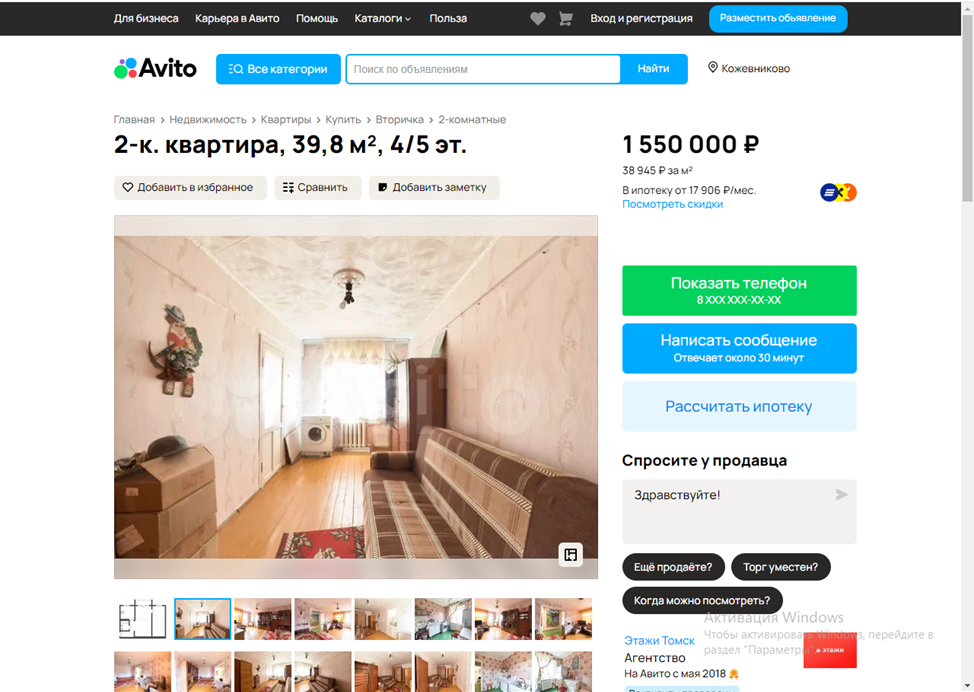 Для бизнеса Карьера в Авито Помощь Каталоги Польза Вход и регистрация Разместить объявление
Avito Все категории Поиск по объявлениям Найти Кожевниково
Главная › Недвижимость › Квартиры › Купить › Вторичка › 2-комнатные
2-к. квартира, 39,8 м², 4/5 эт.
1 550 000 ₽
38 945 ₽ за м²
Добавить в избранное Сравнить Добавить заметку
В ипотеку от 17 906 ₽/мес.
Посмотреть скидки
Показать телефон
8 XXX XXX-XX-XX
Написать сообщение
Отвечает около 30 минут
Avito
Рассчитать ипотеку
Спросите у продавца
Здравствуйте!
Ещё продаёте? Торг уместен?
Когда можно посмотреть?
Активация Windows
Чтобы активировать Windows, перейдите в
раздел "Параметры
Этажи Томск
этажи
Агентство
На Авито с мая 2018